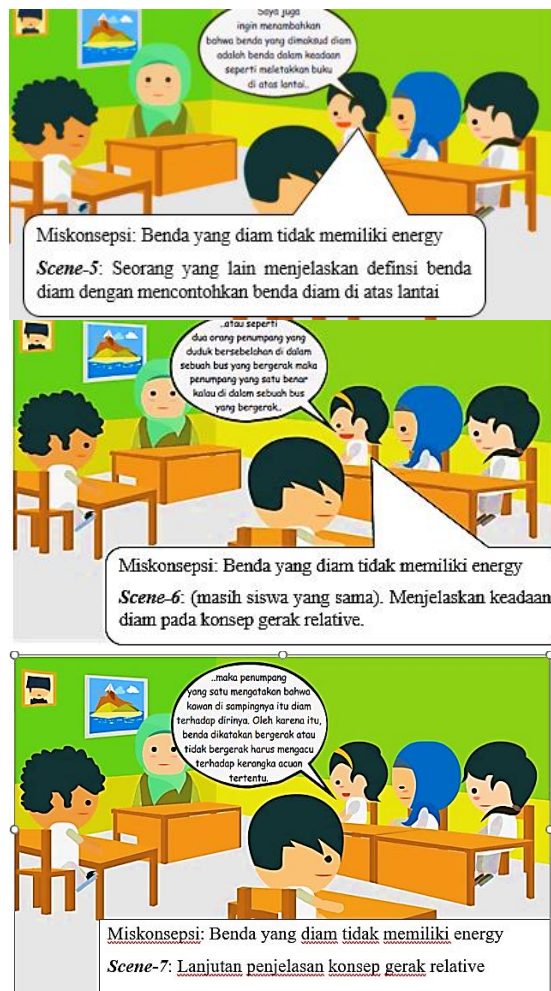 Saya juga
ingin menambahkan
bahwa benda yang dimaksud diam
adalah benda dalam keadaan
seperti meletakkan buku
di atas lantai..
Miskonsepsi: Benda yang diam tidak memiliki energy
Scene-5: Seorang yang lain menjelaskan definsi benda
diam dengan mencontohkan benda diam di atas lantai
..atau seperti
dua orang penumpang yang
duduk bersebelahan di dalam
sebuah bus yang bergerak maka
penumpang yang satu benar
kalau di dalam sebuah bus
yang bergerak..
Miskonsepsi: Benda yang diam tidak memiliki energy
Scene-6: (masih siswa yang sama). Menjelaskan keadaan
diam pada konsep gerak relative.
..maka penumpang
yang satu mengatakan bahwa
kawan di sampingnya itu diam
terhadap dirinya. Oleh karena itu,
benda dikatakan bergerak atau
tidak bergerak harus mengacu
terhadap kerangka acuan
tertentu.
Miskonsepsi: Benda yang diam tidak memiliki energy
Scene-7: Lanjutan penjelasan konsep gerak relative